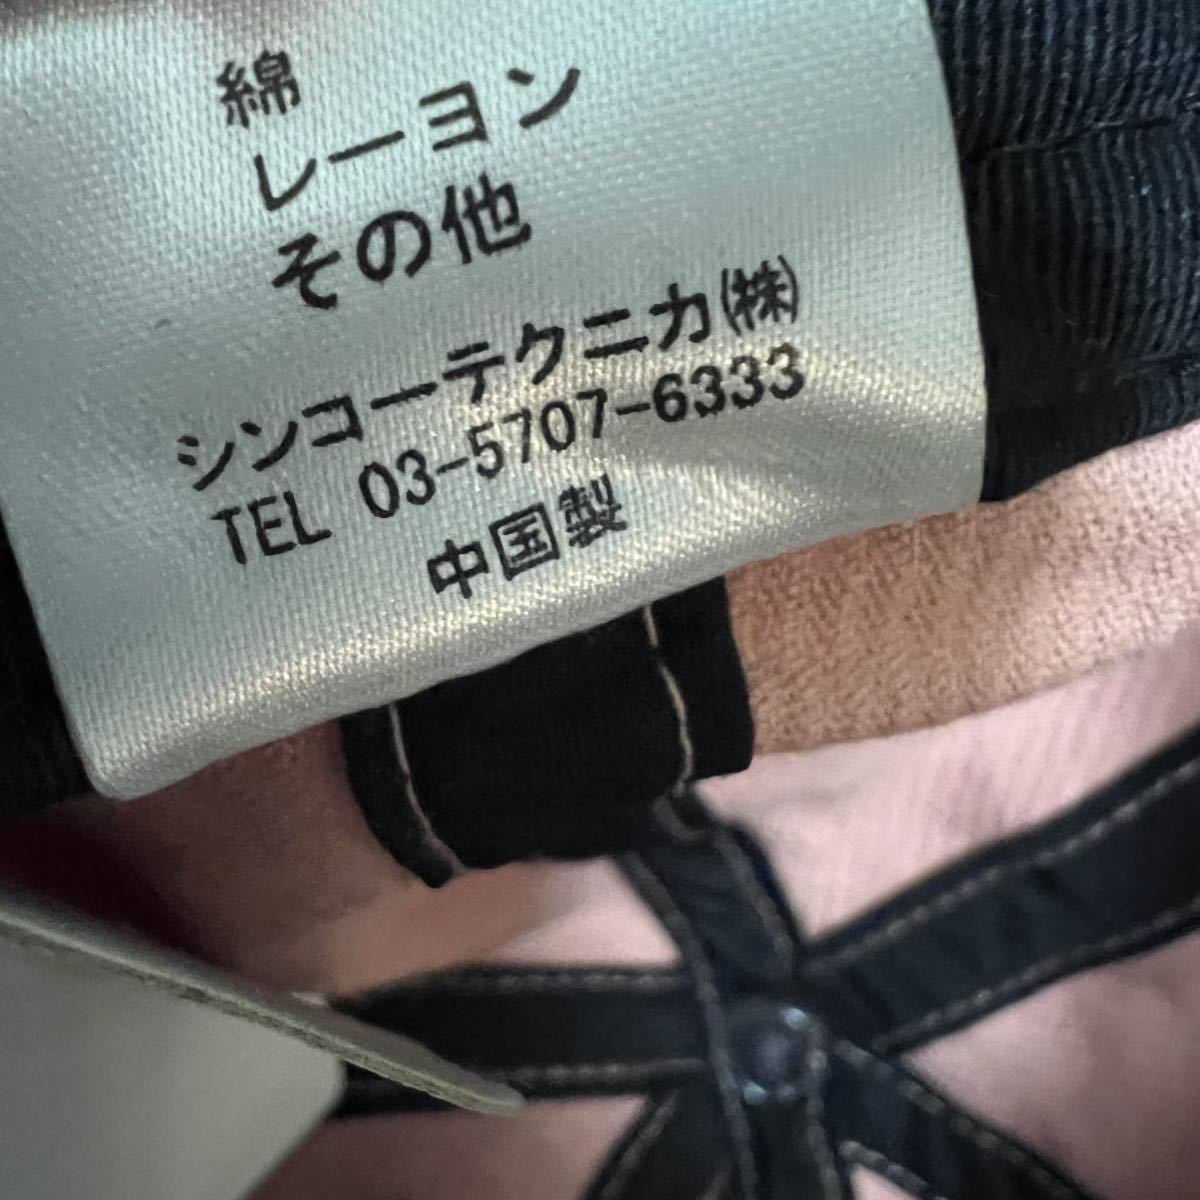 綿
レーヨン
その他
シンコーテクニカ㈱
TEL 03-5707-6333
中国製